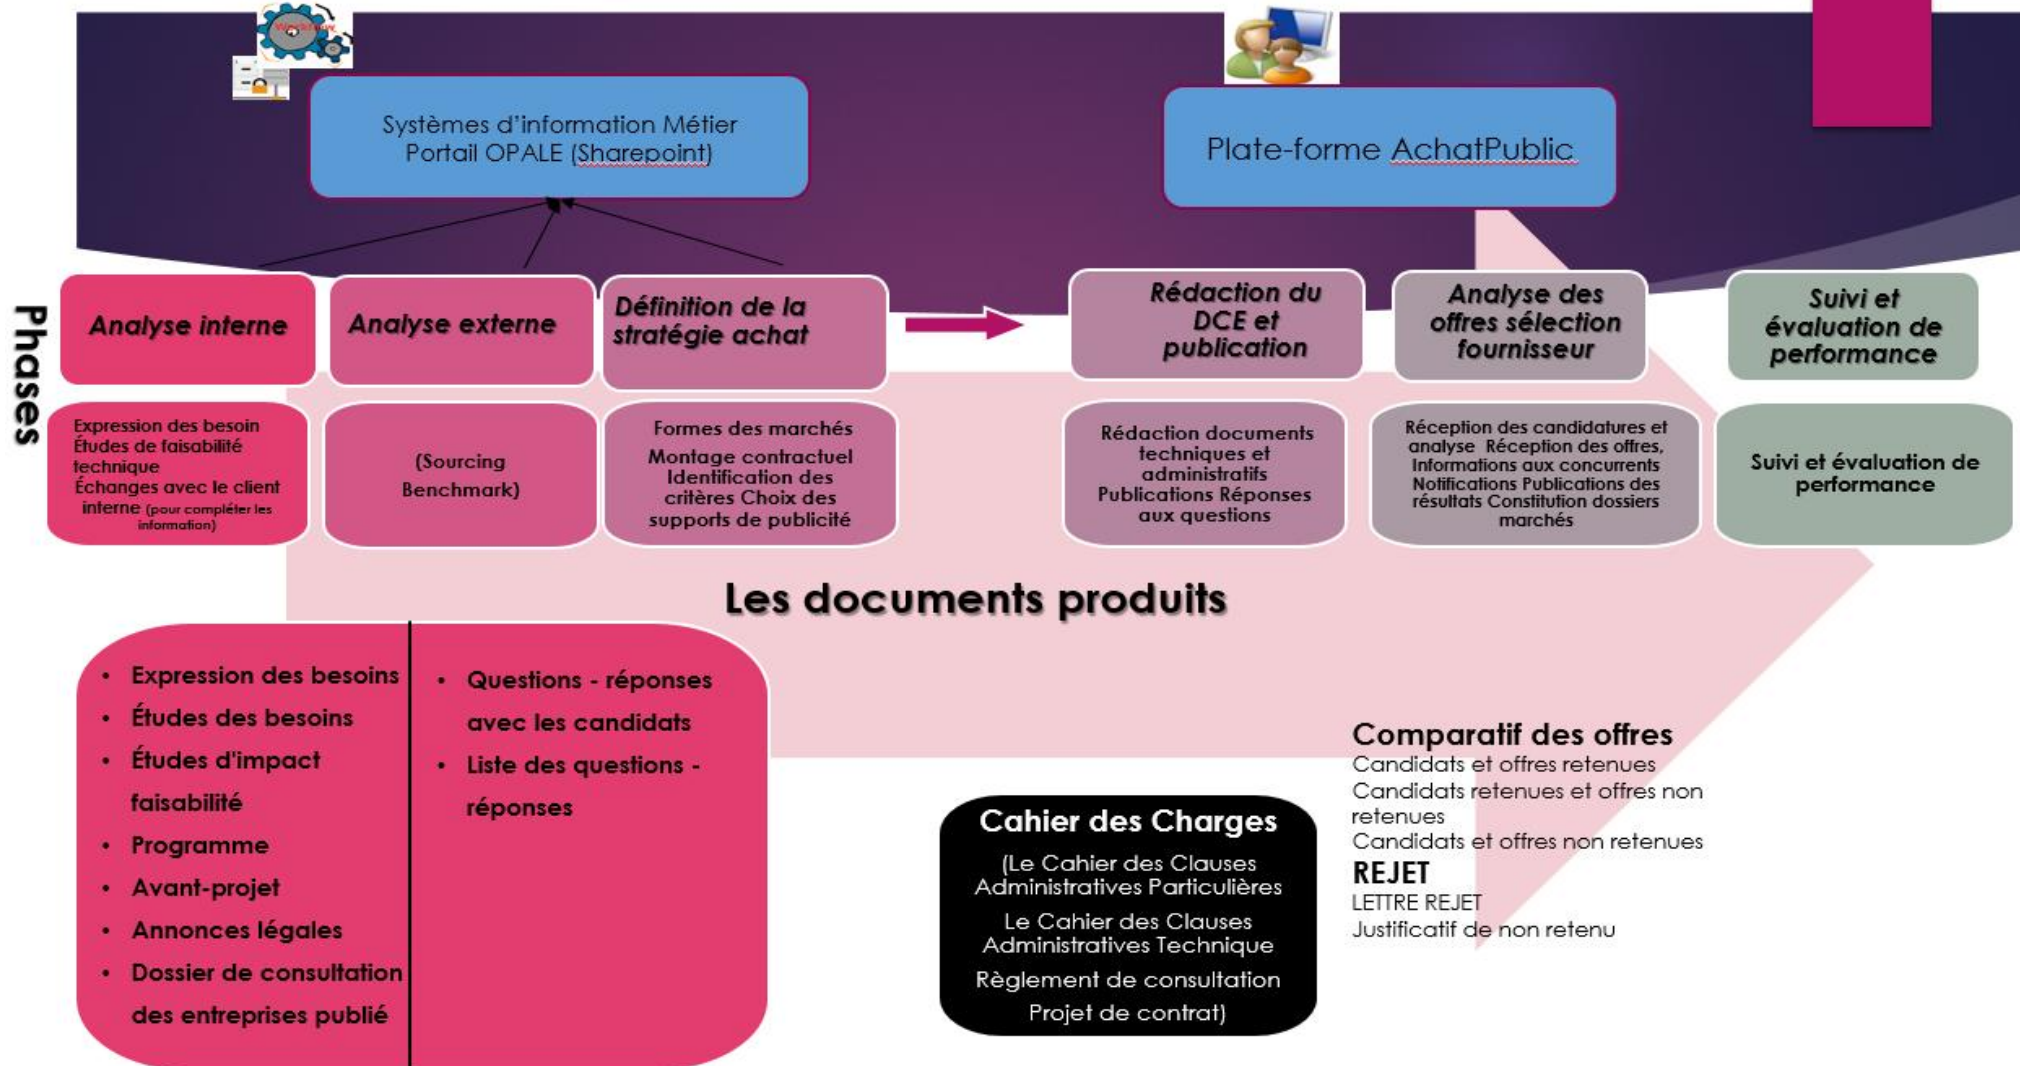 Workflow
Systèmes d'information Métier
Portail OPALE (Sharepoint)
Plate-forme AchatPublic
Phases
Analyse interne
Analyse externe
Définition de la
stratégie achat
Rédaction du
DCE et
publication
Analyse des
offres sélection
fournisseur
Suivi et
évaluation de
performance
Expression des besoin
Études de faisabilité
technique
Échanges avec le client
interne (pour compléter les
information)
(Sourcing
Benchmark)
Formes des marchés
Montage contractuel
Identification des
critères Choix des
supports de publicité
Rédaction documents
techniques et
administratifs
Publications Réponses
aux questions
Réception des candidatures et
analyse Réception des offres,
Informations aux concurrents
Notifications Publications des
résultats Constitution dossiers
marchés
Suivi et évaluation de
performance
Les documents produits
• Expression des besoins
• Études des besoins
• Études d'impact
faisabilité
• Programme
• Avant-projet
• Annonces légales
• Dossier de consultation
des entreprises publié
• Questions - réponses
avec les candidats
• Liste des questions -
réponses
Cahier des Charges
(Le Cahier des Clauses
Administratives Particulières
Le Cahier des Clauses
Administratives Technique
Règlement de consultation
Projet de contrat)
Comparatif des offres
Candidats et offres retenues
Candidats retenues et offres non
retenues
Candidats et offres non retenues
REJET
LETTRE REJET
Justificatif de non retenu